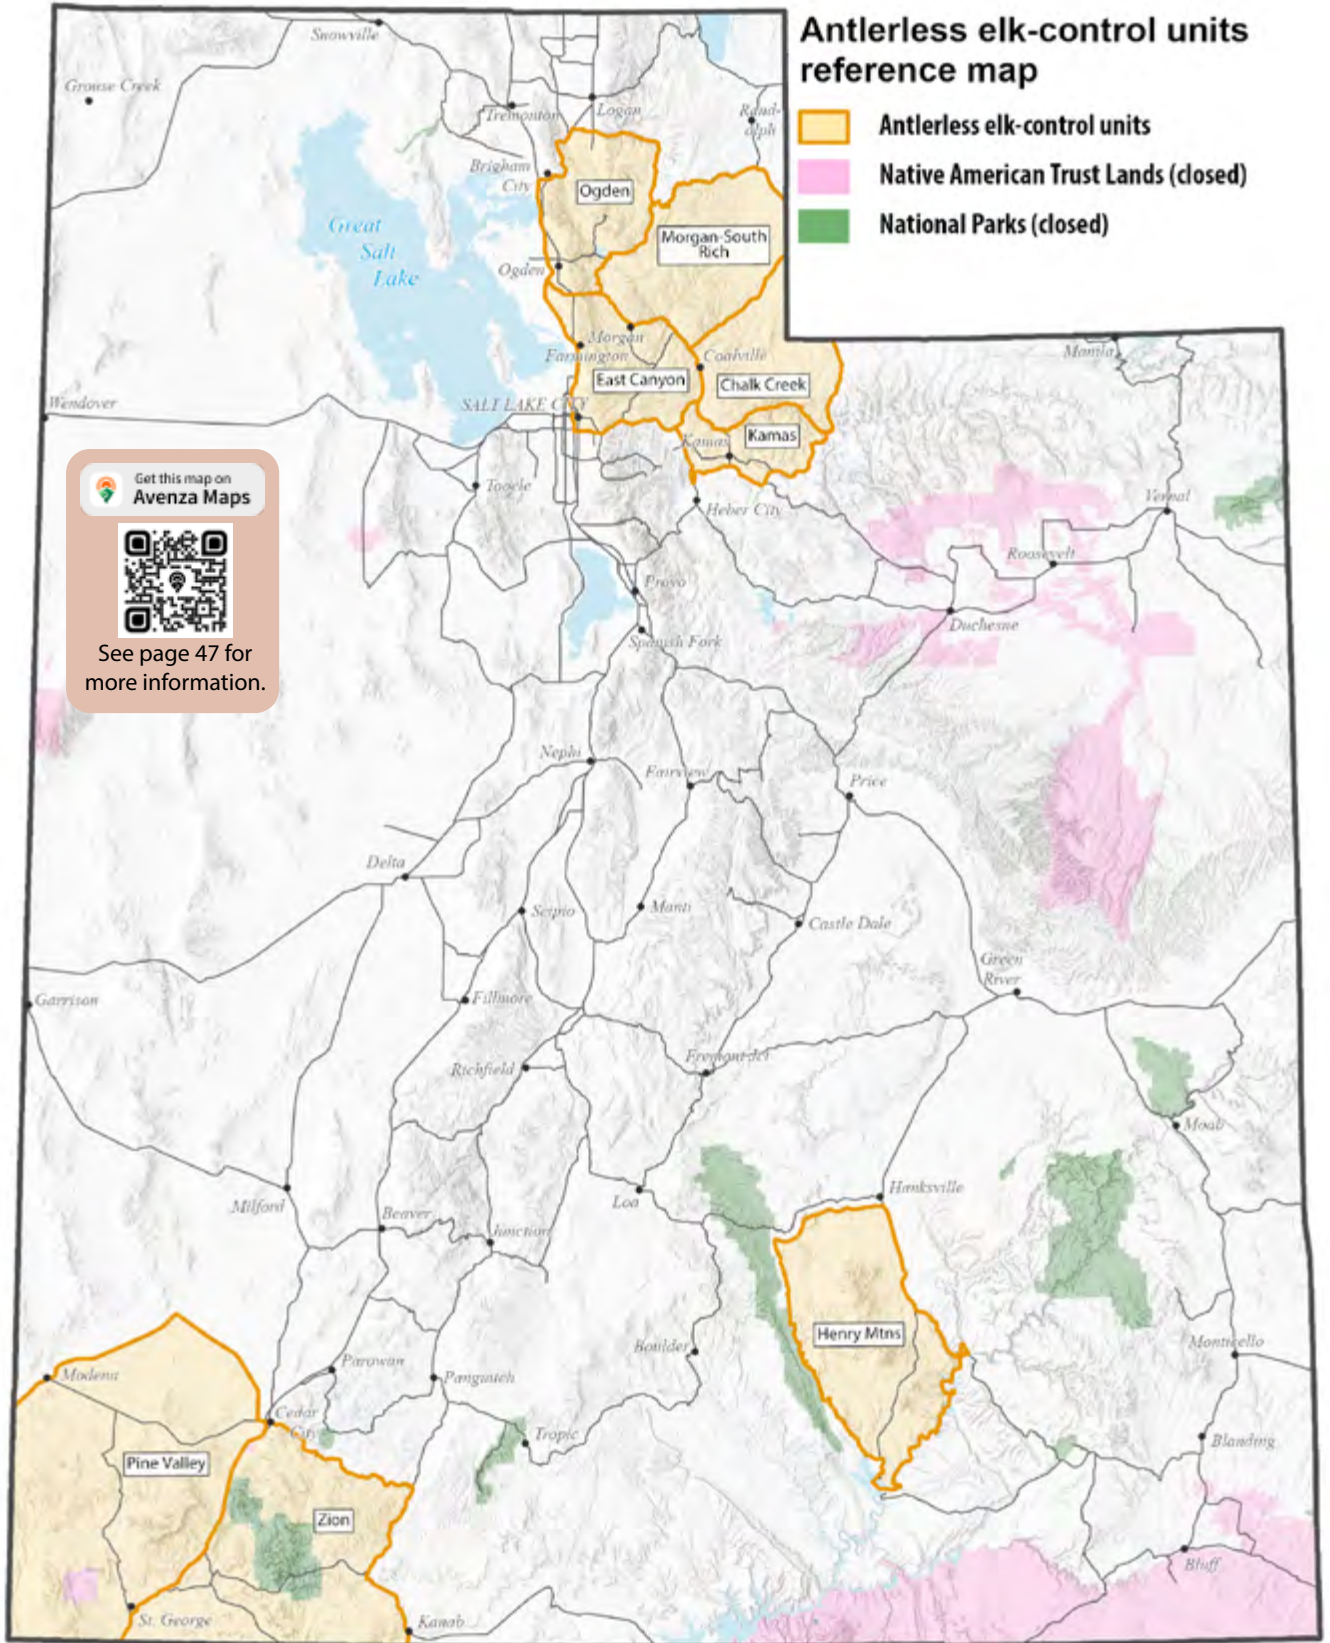 Antlerless elk-control units
reference map
Antlerless elk-control units
Native American Trust Lands (closed)
National Parks (closed)
Snowville
Grouse Creek
Tremonton
Logan
Rand-
olph
Brigham
City
Ogden
Great
Salt
Lake
Morgan-South
Rich
Ogden
Morgan
Farmington
Coalville
Manila
East Canyon
Chalk Creek
Wendover
SALT LAKE CITY
Kamas
Kamas
Get this map on
Avenza Maps
Tooele
Heber City
Vernal
Roosevelt
Provo
Duchesne
Spanish Fork
See page 47 for
more information.
Nephi
Fairview
Price
Delta
Scipio
Manti
Castle Dale
Green
River
Garrison
Fillmore
Richfield
Fremont Jct
Moab
Milford
Loa
Hanksville
Beaver
Junction
Henry Mtns
Boulder
Monticello
Modena
Parowan
Panguitch
Cedar
City
Tropic
Blanding
Pine Valley
Zion
Bluff
St. George
Kanab